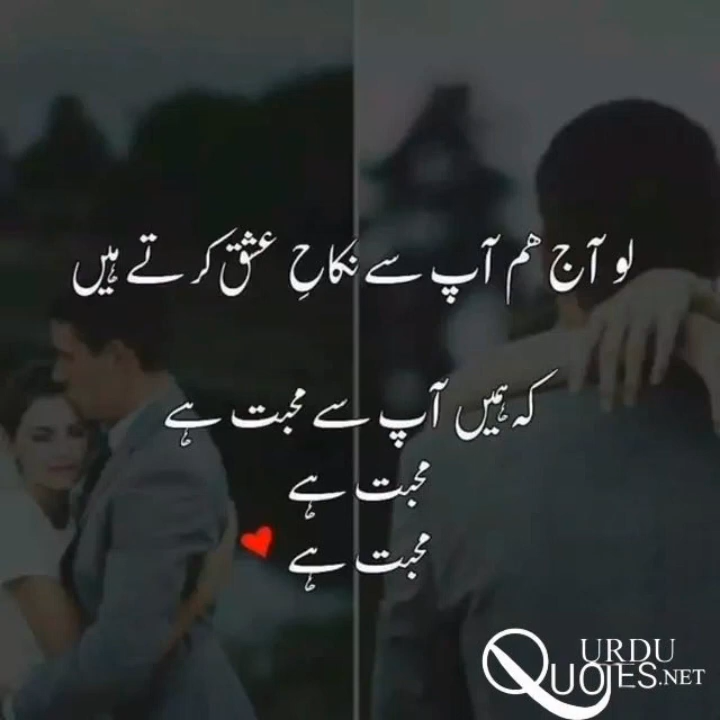 لو آج ھم آپ سے نکاحِ عشق کرتے ہیں
کہ ہمیں آپ سے محبت ہے
محبت ہے
محبت ہے
URDU
QUOTES.NET